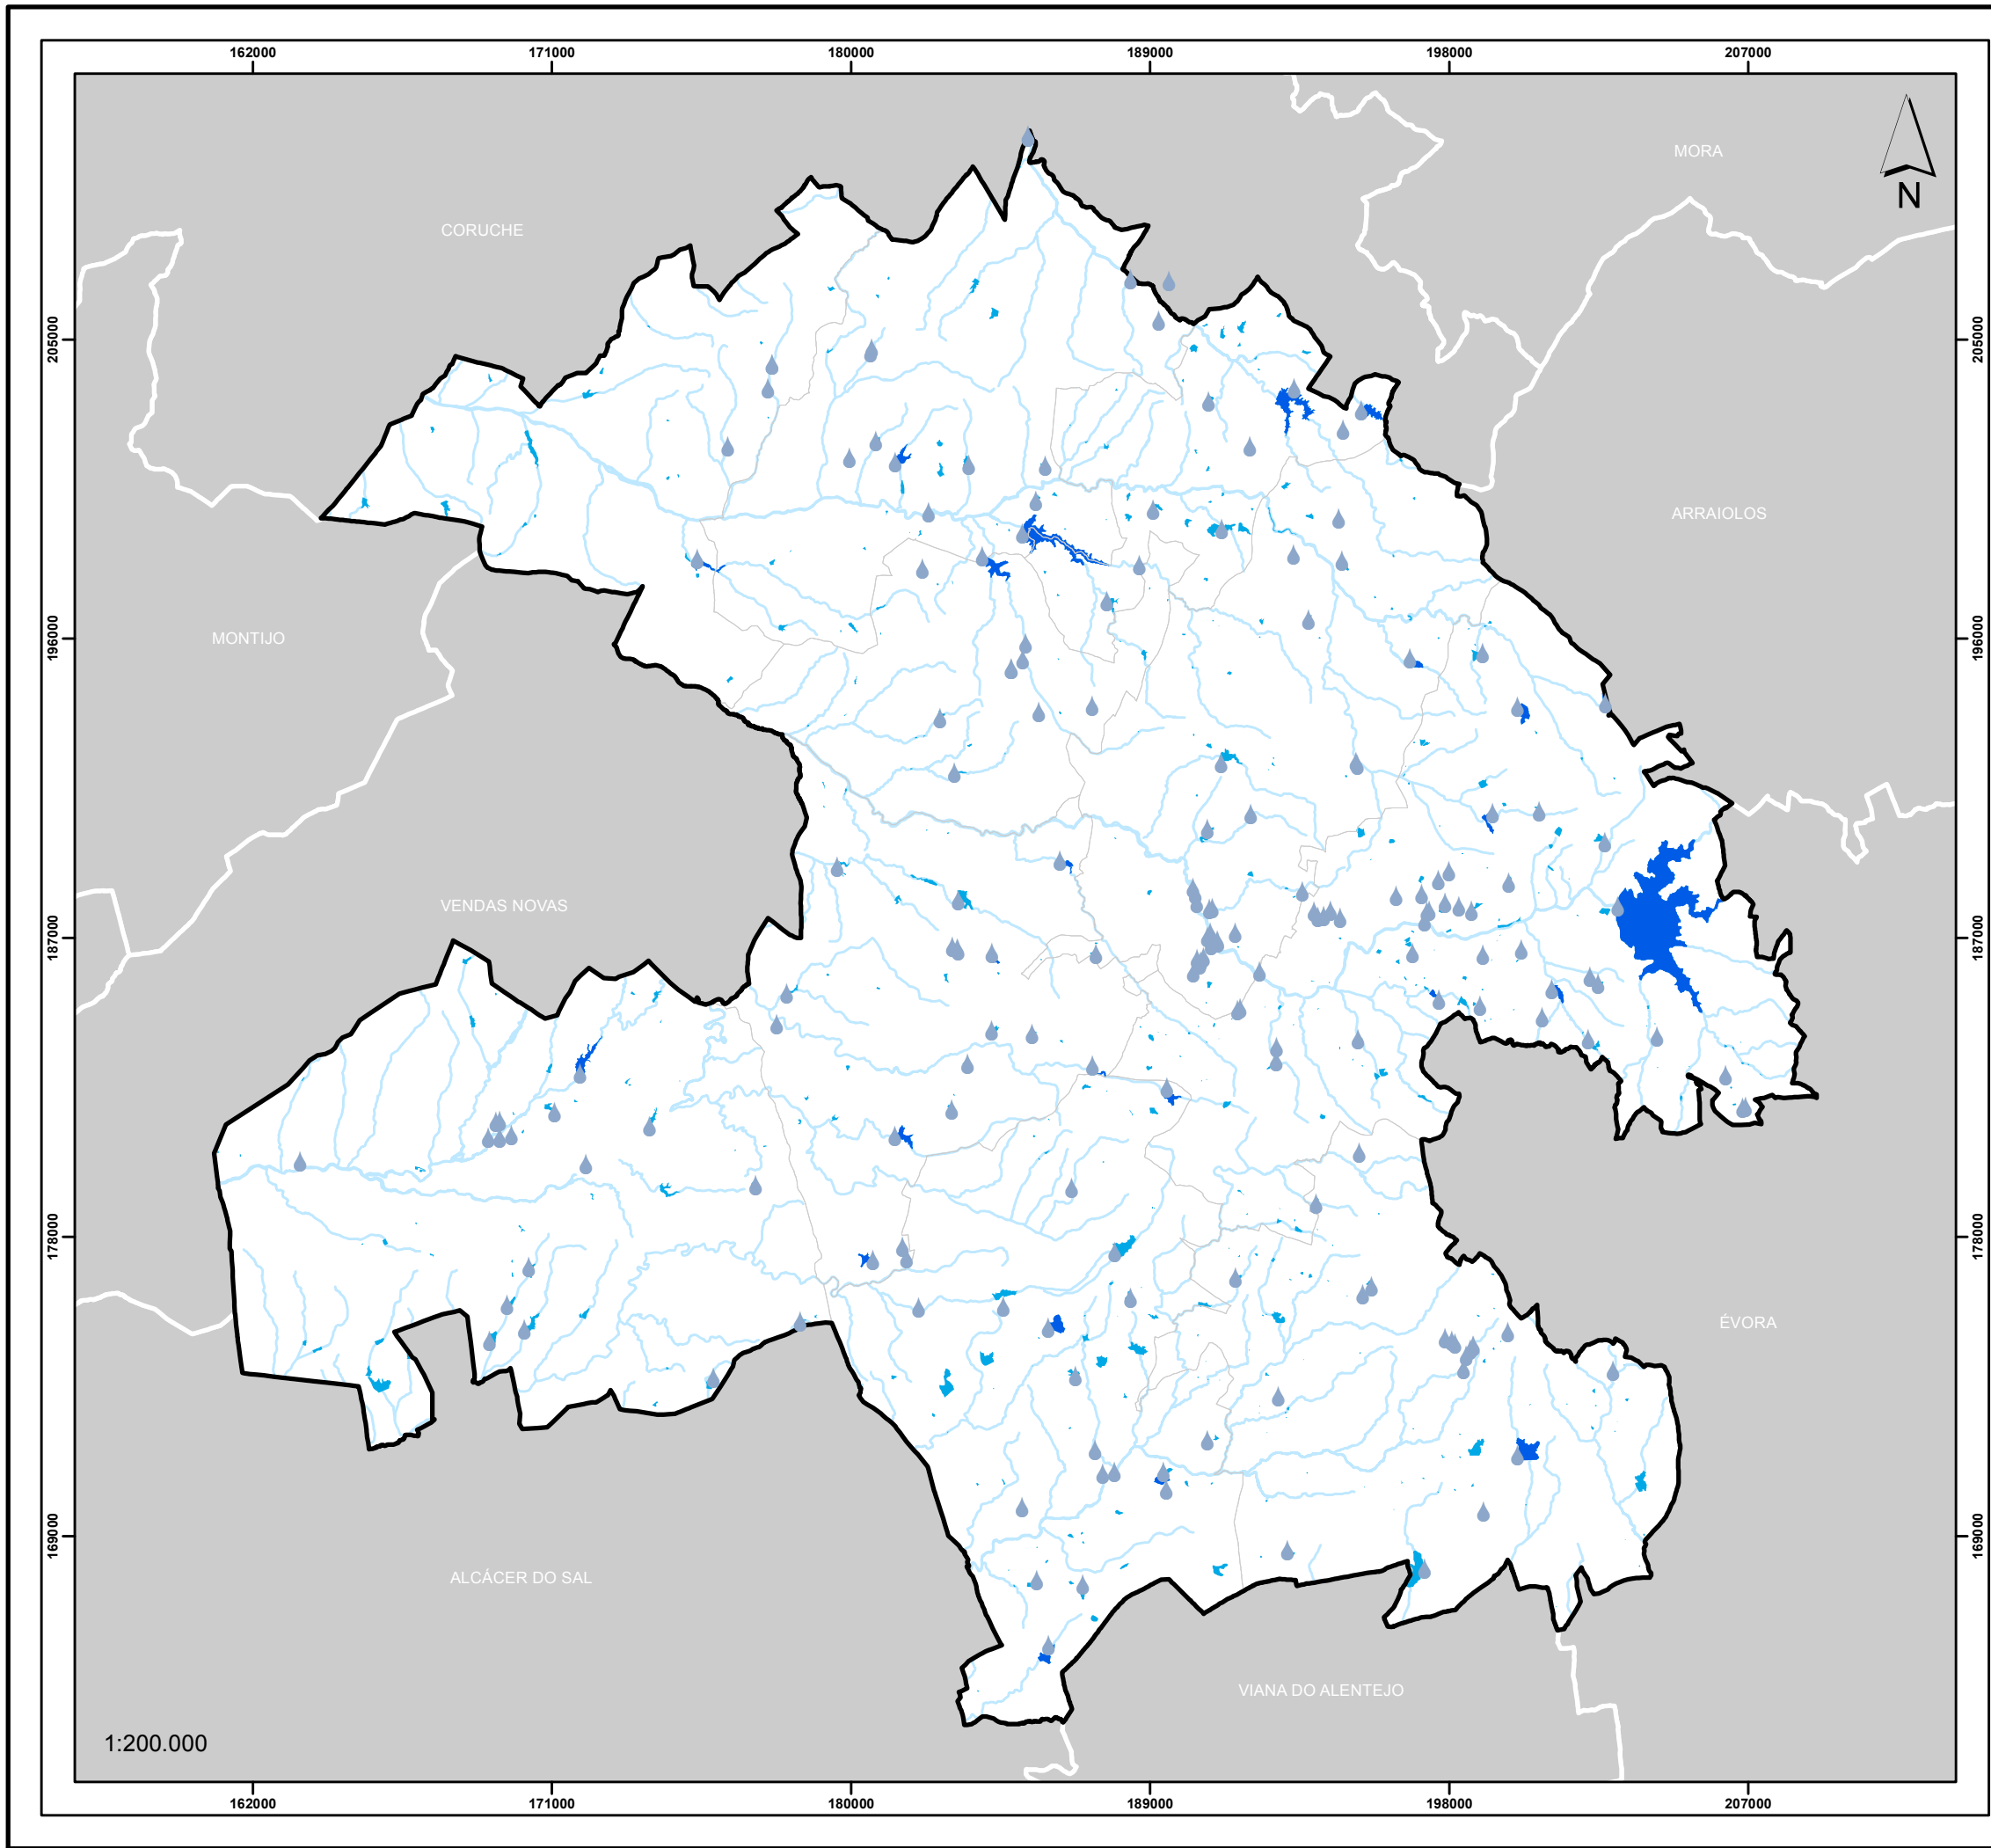 162000 171000 180000 189000 198000 207000
MORA
N
CORUCHE
205000 205000
ARRAIOLOS
MONTIJO
196000 196000
VENDAS NOVAS
187000 187000
178000 178000
ÉVORA
169000 169000
ALCÁCER DO SAL
VIANA DO ALENTEJO
1:200.000
162000 171000 180000 189000 198000 207000